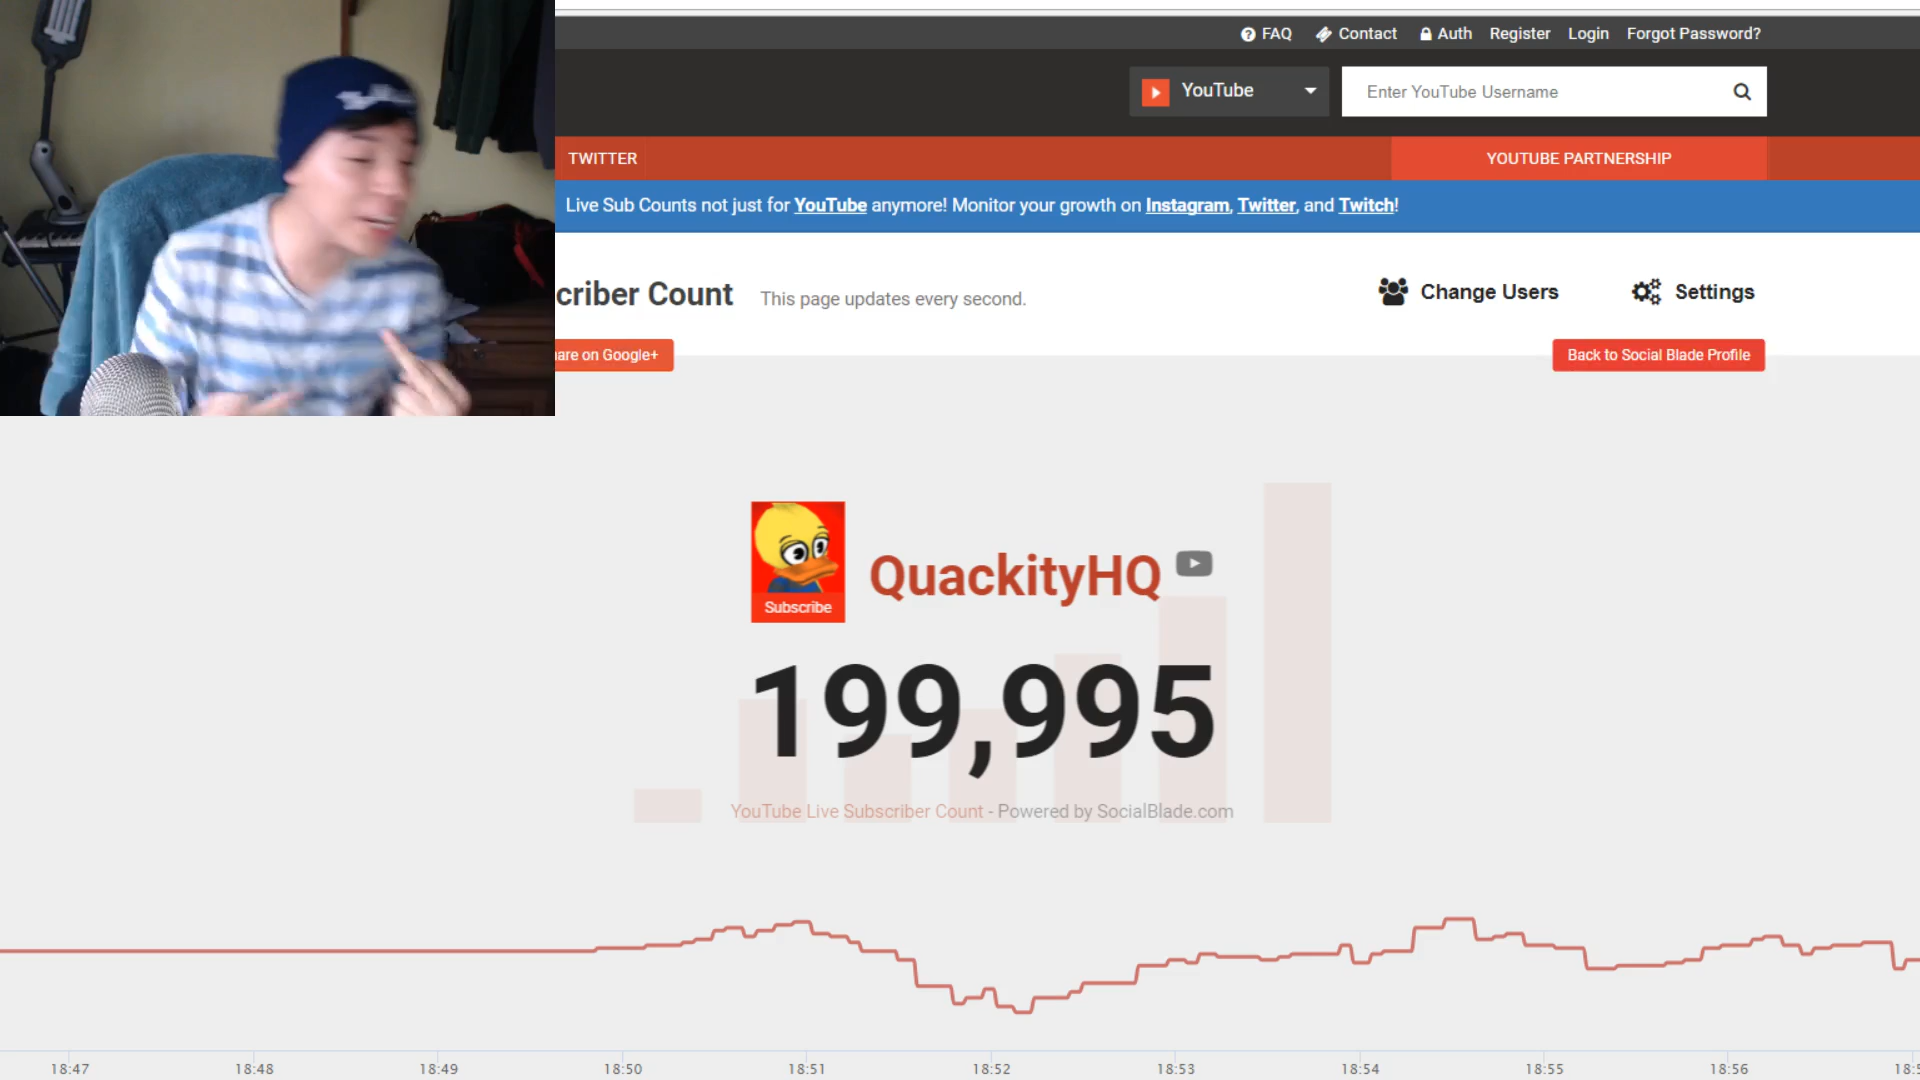 FAQ Contact Auth Register Login Forgot Password?
YouTube Enter YouTube Username
TWITTER YOUTUBE PARTNERSHIP
Live Sub Counts not just for YouTube anymore! Monitor your growth on Instagram, Twitter, and Twitch!
criber Count This page updates every second. Change Users Settings
are on Google+ Back to Social Blade Profile
QuackityHQ
Subscribe
199,995
YouTube Live Subscriber Count - Powered by SocialBlade.com
18:47 18:48 18:49 18:50 18:51 18:52 18:53 18:54 18:55 18:56